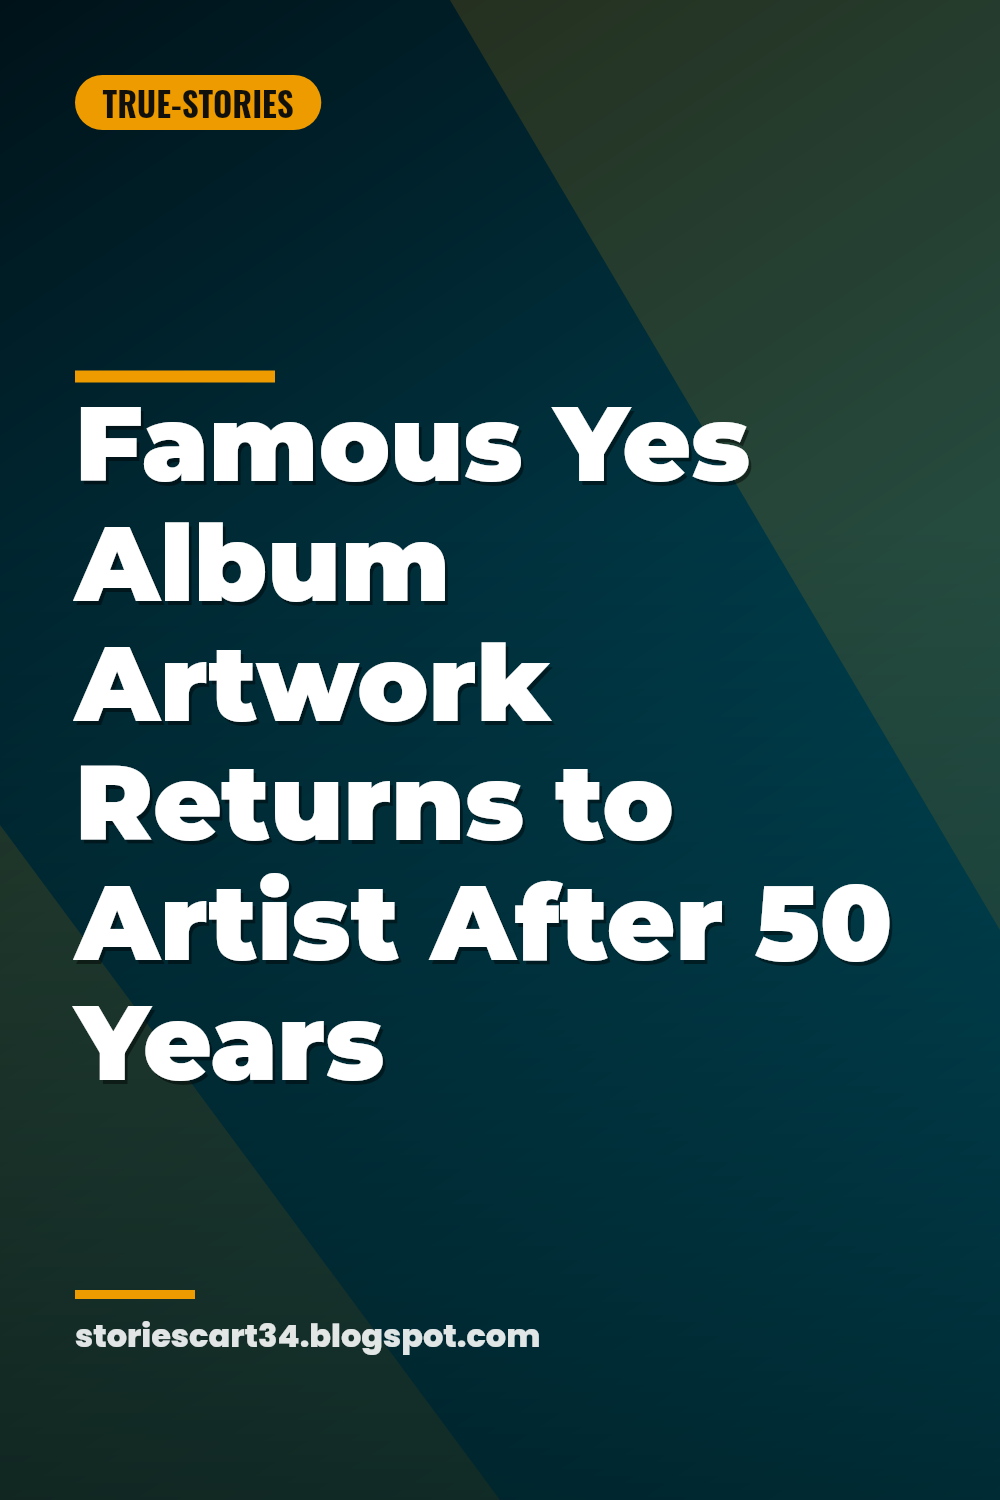 TRUE-STORIES
Famous Yes
Album
Artwork
Returns to
Artist After 50
Years
storiescart34.blogspot.com